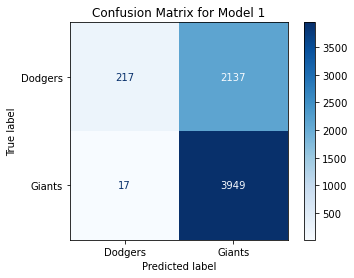 Confusion Matrix for Model 1
Dodgers 217 2137
Giants 17 3949
True label
Dodgers Giants
Predicted label
3500
3000
2500
2000
1500
1000
500